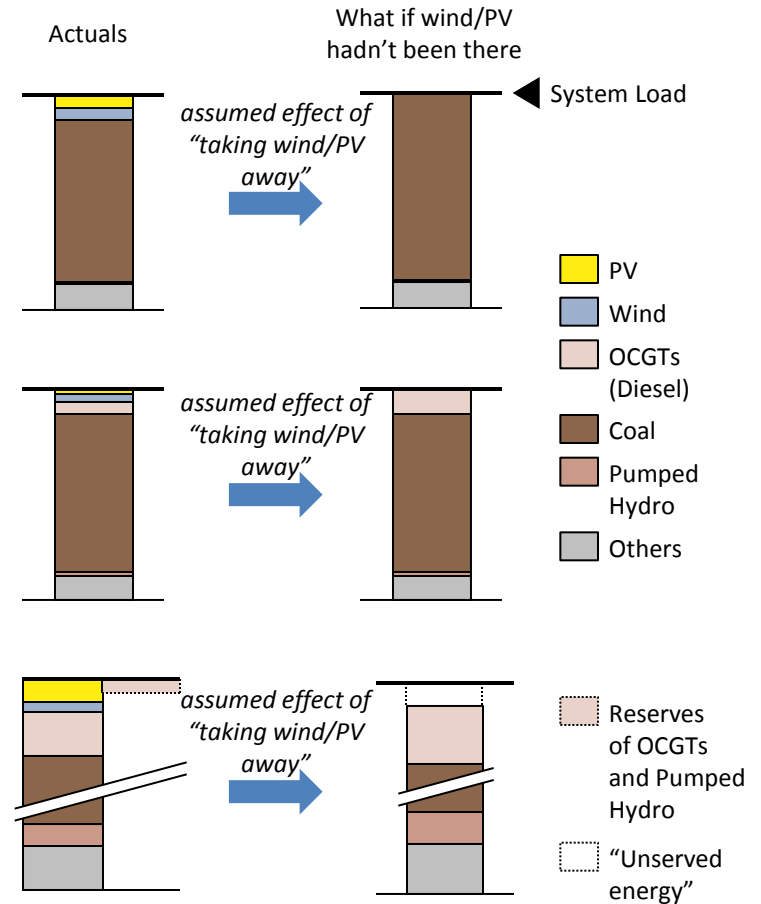 Actuals
What if wind/PV
hadn’t been there
System Load
assumed effect of
“taking wind/PV
away”
PV
Wind
OCGTs
(Diesel)
Coal
Pumped
Hydro
Others
assumed effect of
“taking wind/PV
away”
assumed effect of
“taking wind/PV
away”
Reserves
of OCGTs
and Pumped
Hydro
“Unserved
energy”